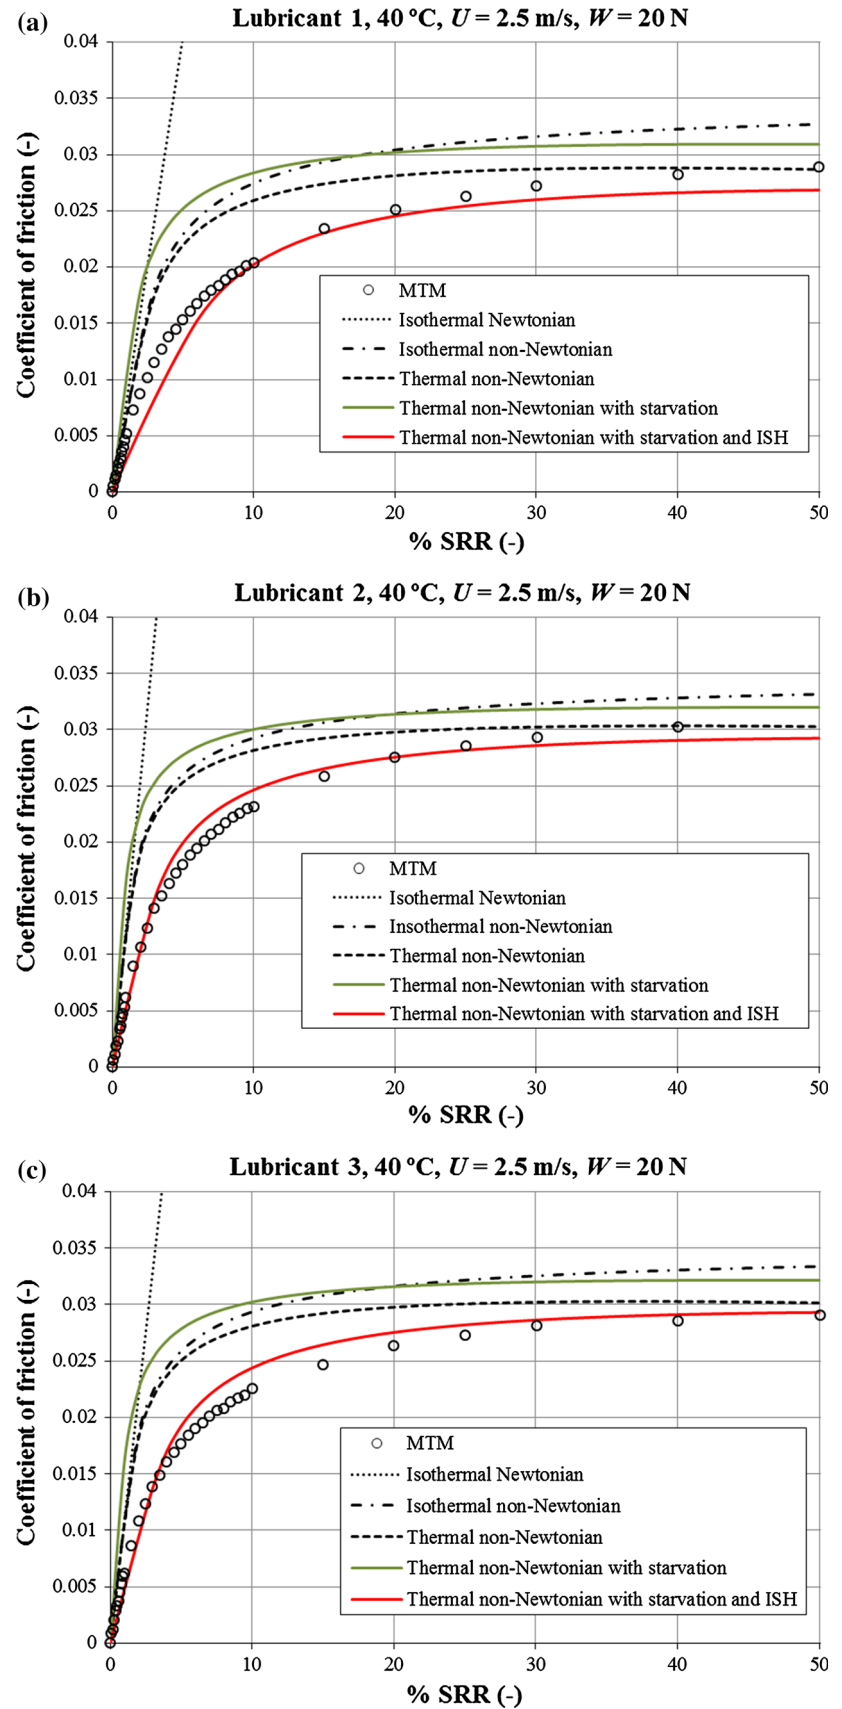 (a)
Lubricant 1, 40 ºC, U = 2.5 m/s, W = 20 N
Coefficient of friction (-)
0.04
0.035
0.03
0.025
0.02
0.015
0.01
0.005
0
MTM
Isothermal Newtonian
Isothermal non-Newtonian
Thermal non-Newtonian
Thermal non-Newtonian with starvation
Thermal non-Newtonian with starvation and ISH
0 10 20 30 40 50
% SRR (-)
(b)
Lubricant 2, 40 ºC, U = 2.5 m/s, W = 20 N
Coefficient of friction (-)
0.04
0.035
0.03
0.025
0.02
0.015
0.01
0.005
0
MTM
Isothermal Newtonian
Insothermal non-Newtonian
Thermal non-Newtonian
Thermal non-Newtonian with starvation
Thermal non-Newtonian with starvation and ISH
0 10 20 30 40 50
% SRR (-)
(c)
Lubricant 3, 40 ºC, U = 2.5 m/s, W = 20 N
Coefficient of friction (-)
0.04
0.035
0.03
0.025
0.02
0.015
0.01
0.005
0
MTM
Isothermal Newtonian
Isothermal non-Newtonian
Thermal non-Newtonian
Thermal non-Newtonian with starvation
Thermal non-Newtonian with starvation and ISH
0 10 20 30 40 50
% SRR (-)